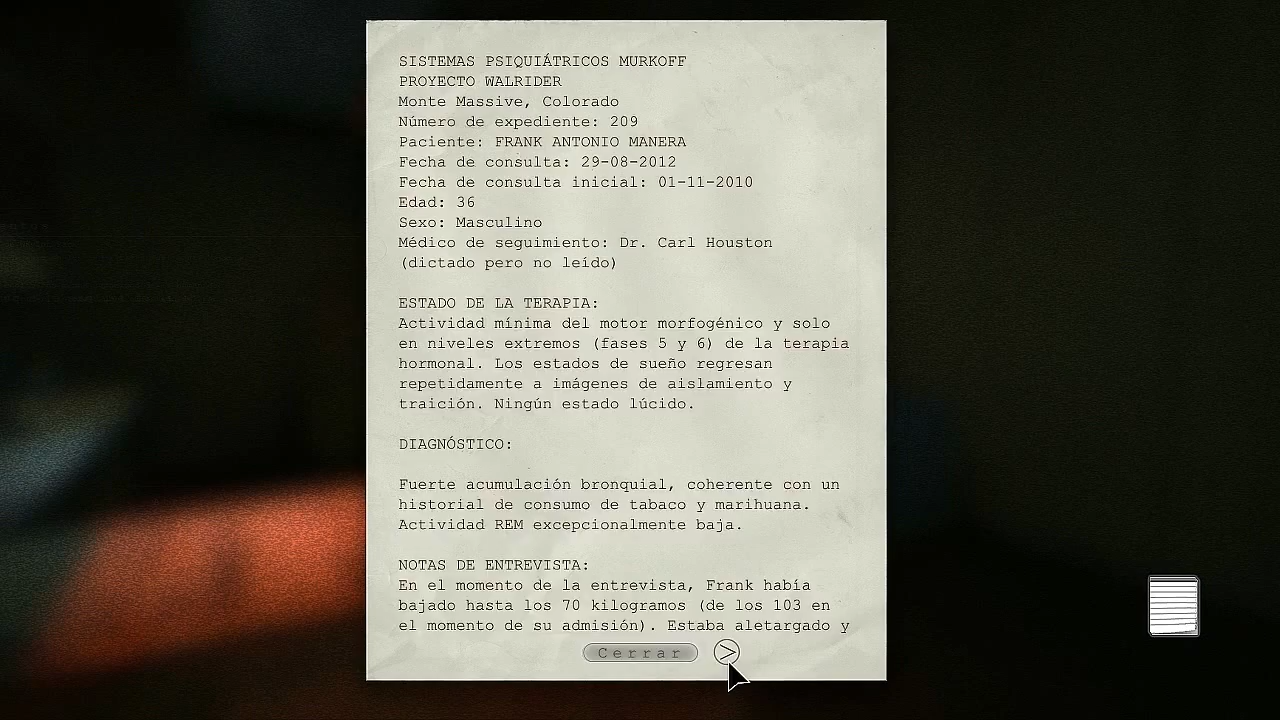 SISTEMAS PSIQUIÁTRICOS MURKOFF
PROYECTO WALRIDER
Monte Massive, Colorado
Número de expediente: 209
Paciente: FRANK ANTONIO MANERA
Fecha de consulta: 29-08-2012
Fecha de consulta inicial: 01-11-2010
Edad: 36
Sexo: Masculino
Médico de seguimiento: Dr. Carl Houston
(dictado pero no leído)
ESTADO DE LA TERAPIA:
Actividad mínima del motor morfogénico y solo
en niveles extremos (fases 5 y 6) de la terapia
hormonal. Los estados de sueño regresan
repetidamente a imágenes de aislamiento y
traición. Ningún estado lúcido.
DIAGNÓSTICO:
Fuerte acumulación bronquial, coherente con un
historial de consumo de tabaco y marihuana.
Actividad REM excepcionalmente baja.
NOTAS DE ENTREVISTA:
En el momento de la entrevista, Frank había
bajado hasta los 70 kilogramos (de los 103 en
el momento de su admisión). Estaba aletargado y
Cerrar >